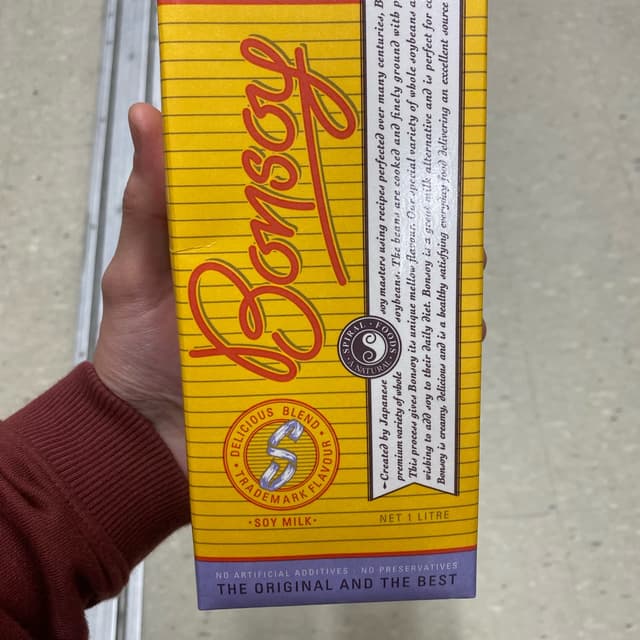 Bonsoy
• DELICIOUS BLEND •
TRADEMARK FLAVOUR
• SOY MILK •
SPIRAL • FOODS
• A NATURAL •
~Created by Japanese soy masters using recipes perfected over many centuries, B
premium variety of whole soybeans. The beans are cooked and finely ground with p
This process gives Bonsoy its unique mellow flavour. Our special variety of whole soybeans a
wishing to add soy to their daily diet. Bonsoy is a great milk alternative and is perfect for co
Bonsoy is creamy, delicious and is a healthy satisfying everyday food delivering an excellent source
NET 1 LITRE
NO ARTIFICIAL ADDITIVES • NO PRESERVATIVES
THE ORIGINAL AND THE BEST